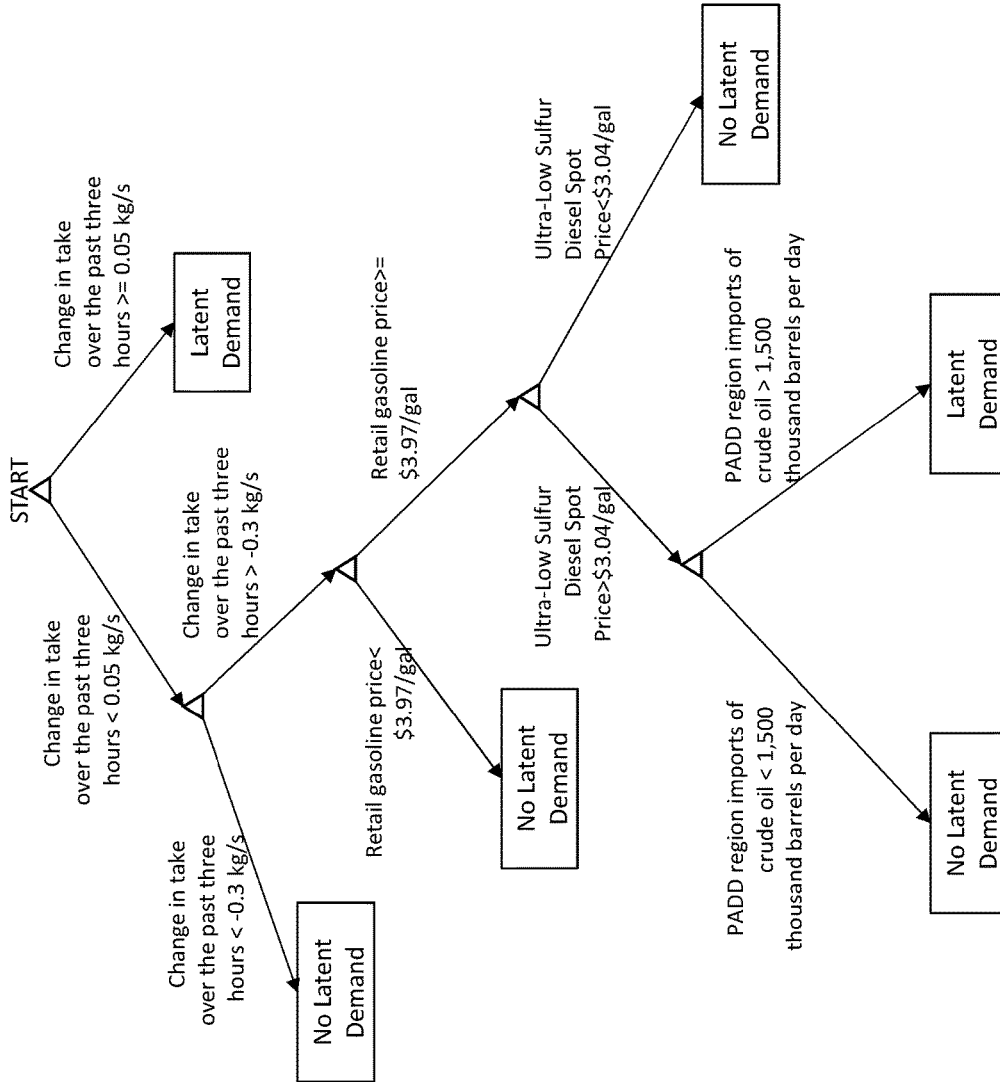 START
Change in take
over the past three
hours < 0.05 kg/s
Change in take
over the past three
hours >= 0.05 kg/s
Latent
Demand
Change in take
over the past three
hours < -0.3 kg/s
Change in take
over the past three
hours > -0.3 kg/s
No Latent
Demand
Retail gasoline price<
$3.97/gal
Retail gasoline price>=
$3.97/gal
No Latent
Demand
Ultra-Low Sulfur
Diesel Spot
Price>$3.04/gal
Ultra-Low Sulfur
Diesel Spot
Price<$3.04/gal
No Latent
Demand
PADD region imports of
crude oil < 1,500
thousand barrels per day
PADD region imports of
crude oil > 1,500
thousand barrels per day
No Latent
Demand
Latent
Demand